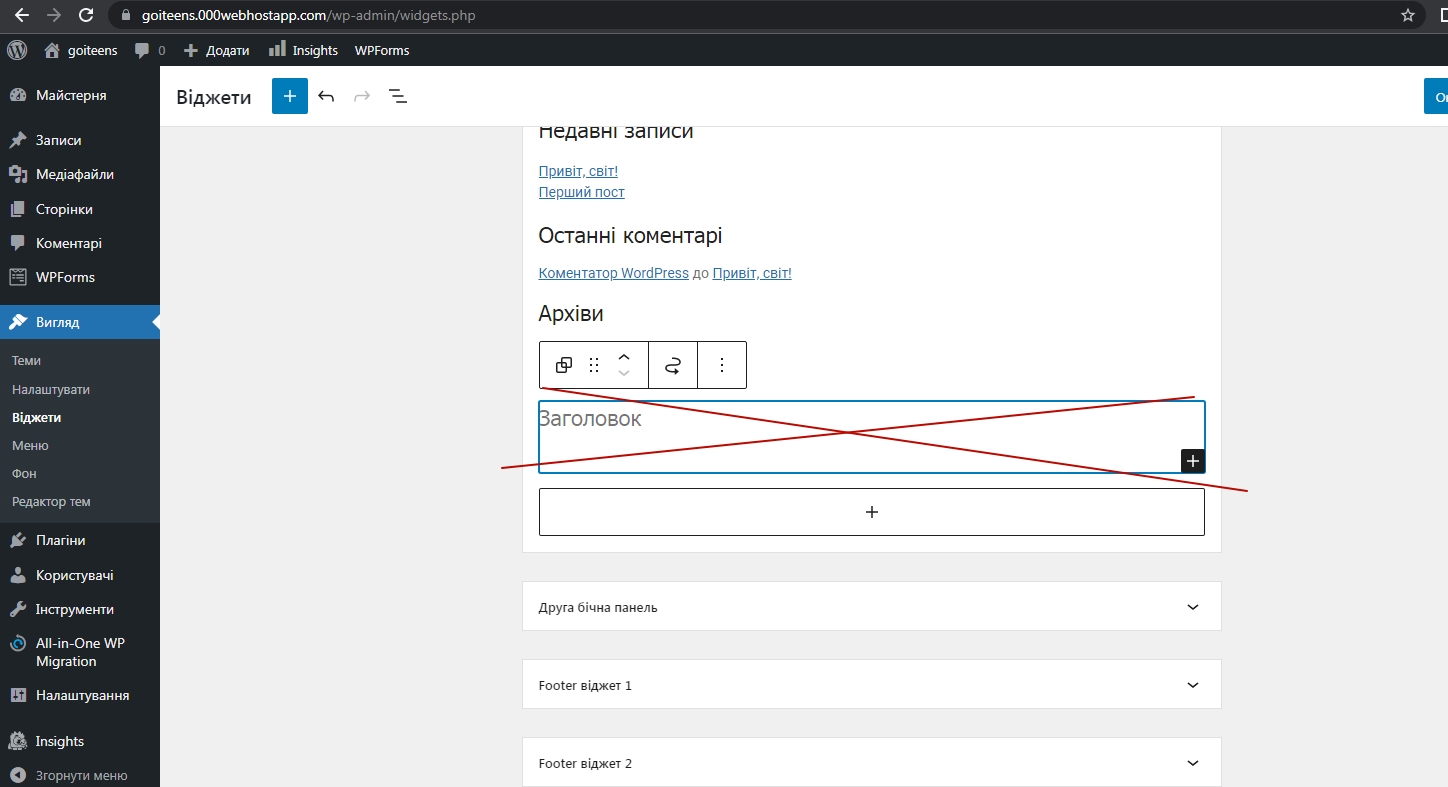 goiteens.000webhostapp.com/wp-admin/widgets.php
goiteens 0 Додати Insights WPForms
Майстерня
Записи
Медіафайли
Сторінки
Коментарі
WPForms
Вигляд
Теми
Налаштувати
Віджети
Меню
Фон
Редактор тем
Плагіни
Користувачі
Інструменти
All-in-One WP
Migration
Налаштування
Insights
Згорнути меню
Віджети
Недавні записи
Привіт, світ!
Перший пост
Останні коментарі
Коментатор WordPress до Привіт, світ!
Архіви
Заголовок
Друга бічна панель
Footer віджет 1
Footer віджет 2